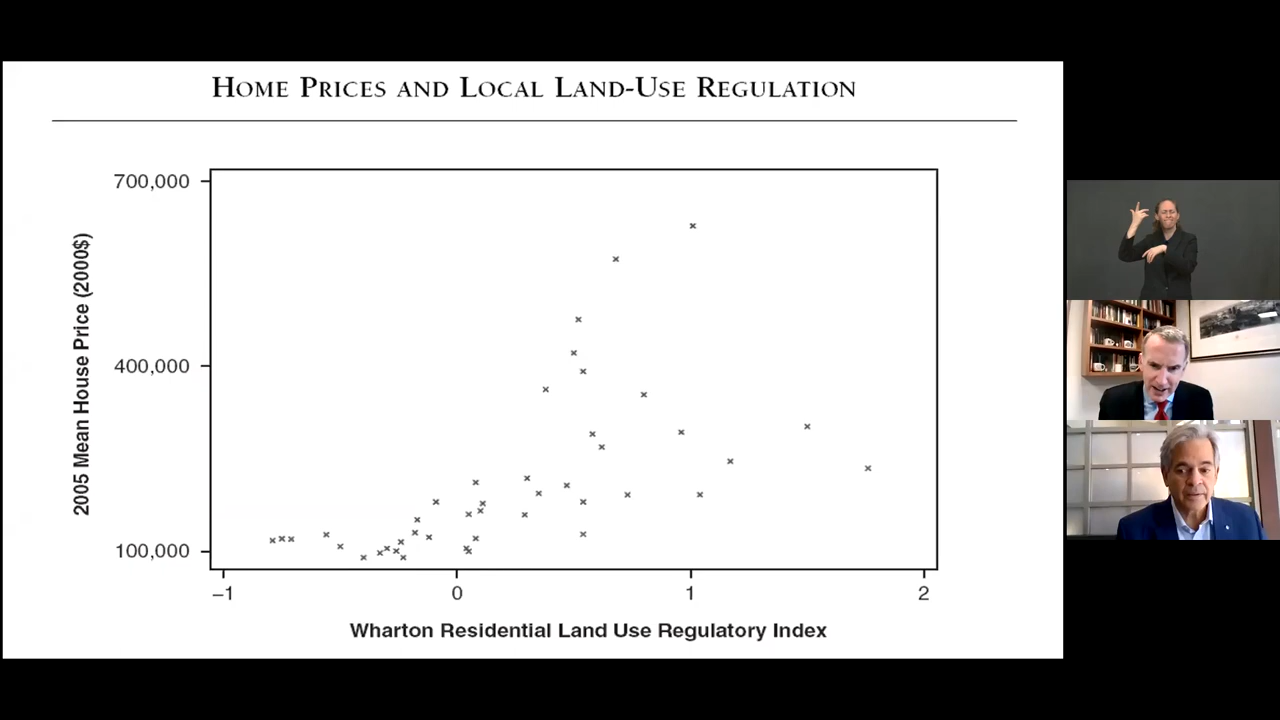 HOME PRICES AND LOCAL LAND-USE REGULATION
700,000
400,000
100,000
2005 Mean House Price (2000$)
−1
0
1
2
Wharton Residential Land Use Regulatory Index